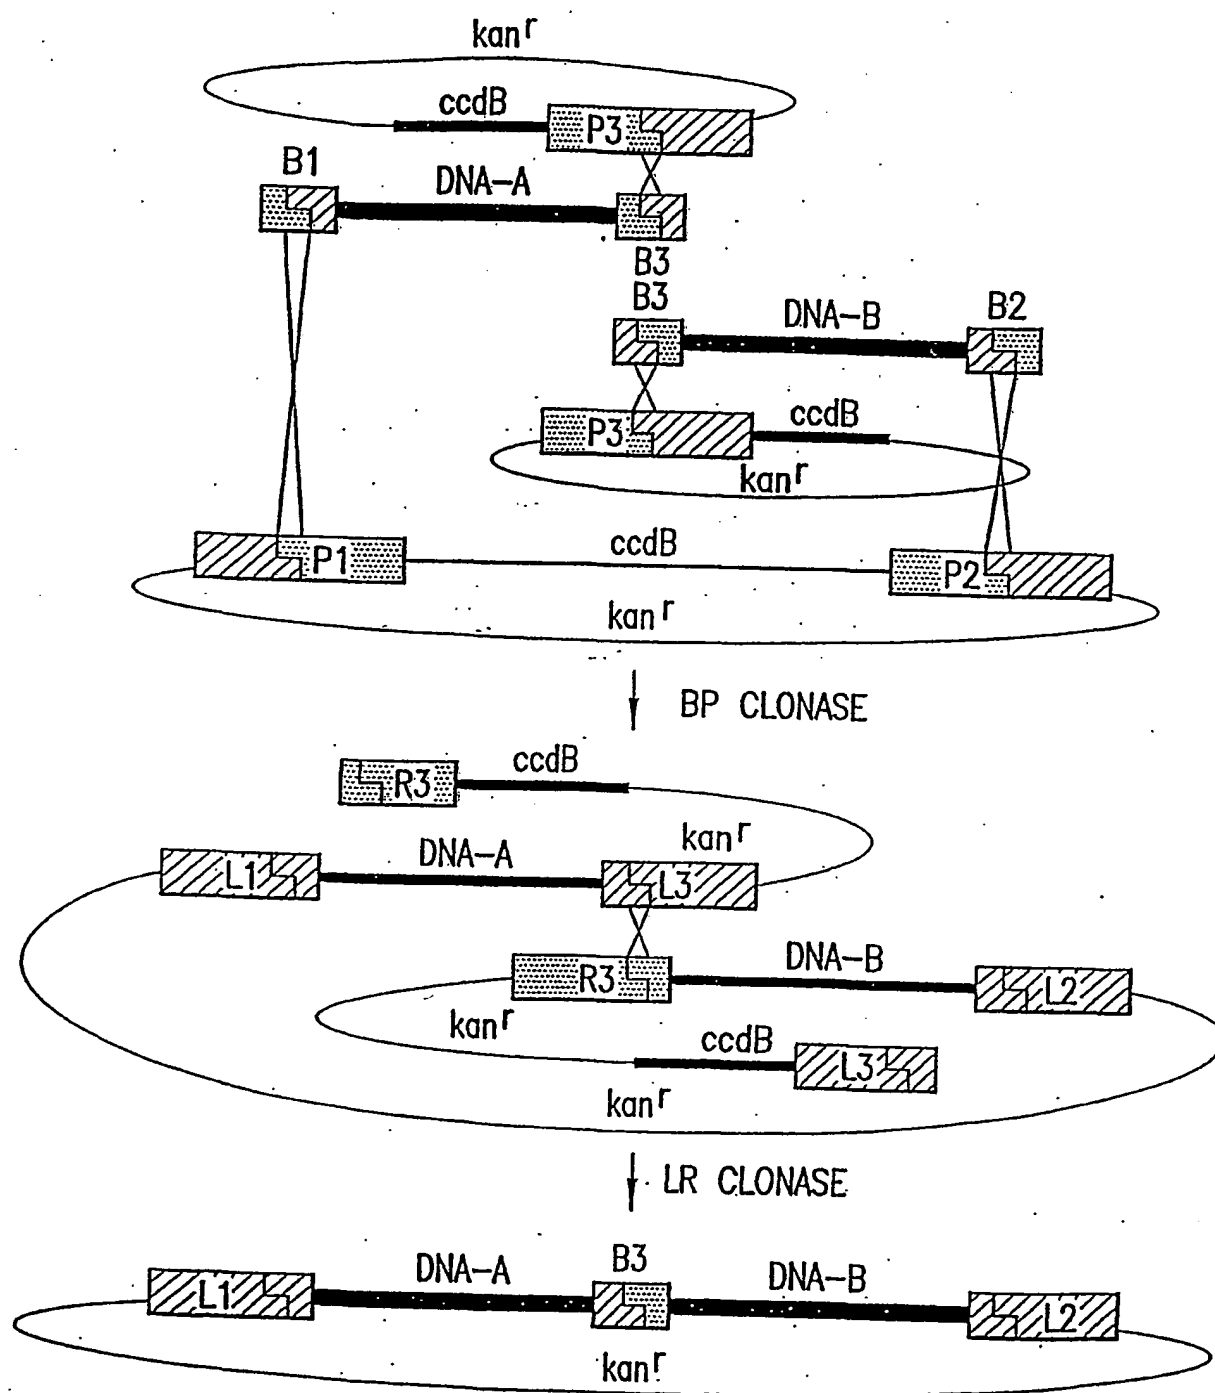 kanʳ
ccdB
P3
B1
DNA-A
B3
B3
DNA-B
B2
P3
ccdB
kanʳ
P1
ccdB
P2
kanʳ
BP CLONASE
R3
ccdB
kanʳ
L1
DNA-A
L3
R3
DNA-B
L2
kanʳ
ccdB
L3
kanʳ
LR CLONASE
L1
DNA-A
B3
DNA-B
L2
kanʳ